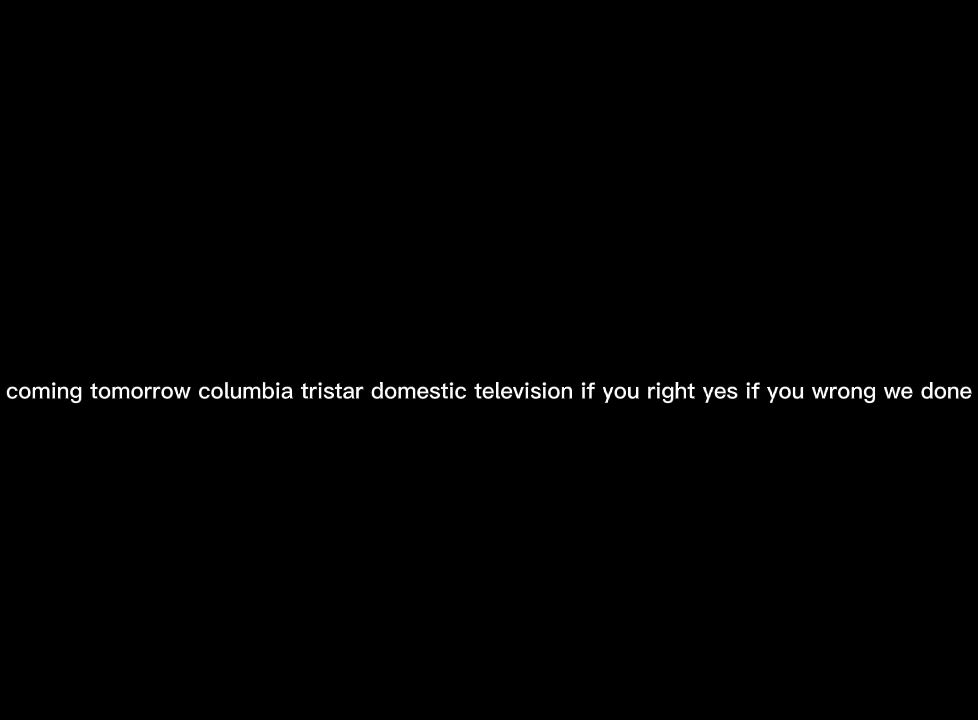 coming tomorrow columbia tristar domestic television if you right yes if you wrong we done